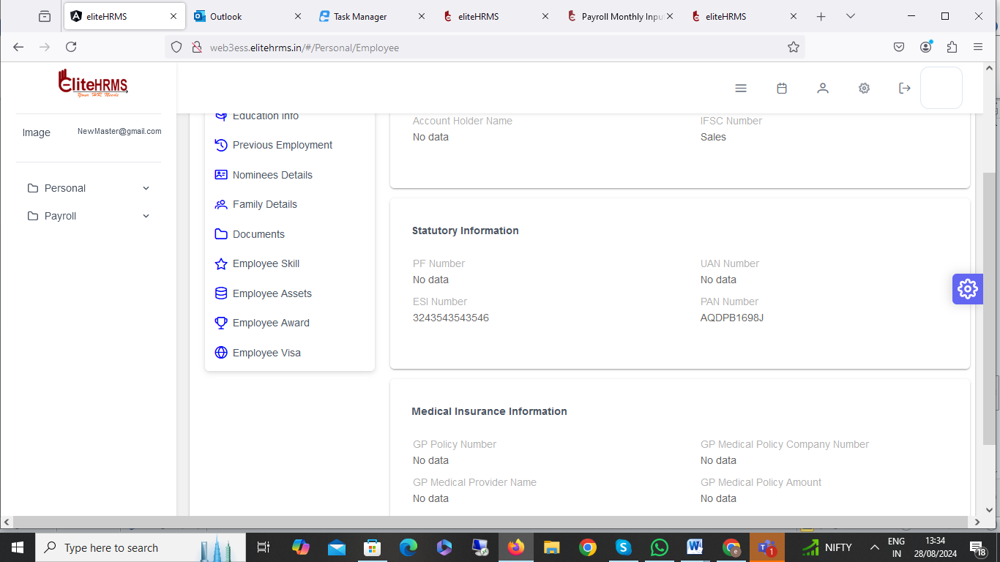 eliteHRMS
Outlook
Task Manager
eliteHRMS
Payroll Monthly Inpu
eliteHRMS
web3ess.elitehrms.in/#/Personal/Employee
EliteHRMS
Your HR Needs
Image
NewMaster@gmail.com
Personal
Payroll
Education Info
Previous Employment
Nominees Details
Family Details
Documents
Employee Skill
Employee Assets
Employee Award
Employee Visa
Account Holder Name
IFSC Number
No data
Sales
Statutory Information
PF Number
UAN Number
No data
No data
ESI Number
PAN Number
3243543543546
AQDPB1698J
Medical Insurance Information
GP Policy Number
GP Medical Policy Company Number
No data
No data
GP Medical Provider Name
GP Medical Policy Amount
No data
No data
Type here to search
1
NIFTY
ENG
IN
13:34
28/08/2024
18